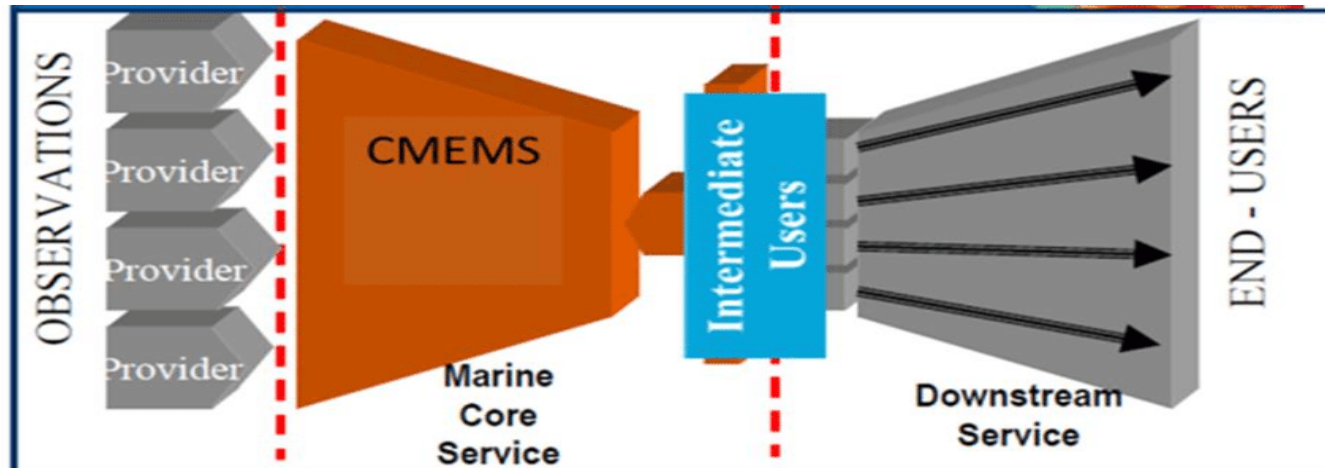 OBSERVATIONS
Provider
Provider
Provider
Provider
CMEMS
Marine
Core
Service
Intermediate
Users
Downstream
Service
END - USERS